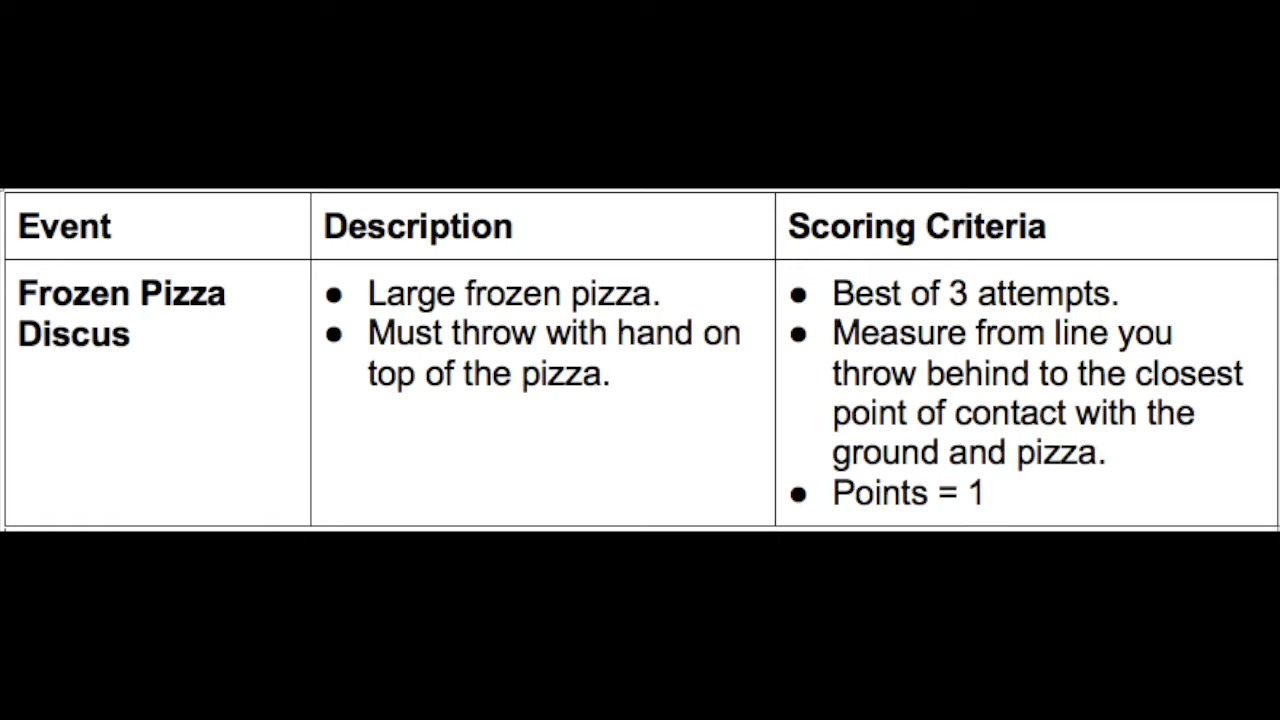 Event
Description
Scoring Criteria
Frozen Pizza
Discus
● Large frozen pizza.
● Must throw with hand on
top of the pizza.
● Best of 3 attempts.
● Measure from line you
throw behind to the closest
point of contact with the
ground and pizza.
● Points = 1